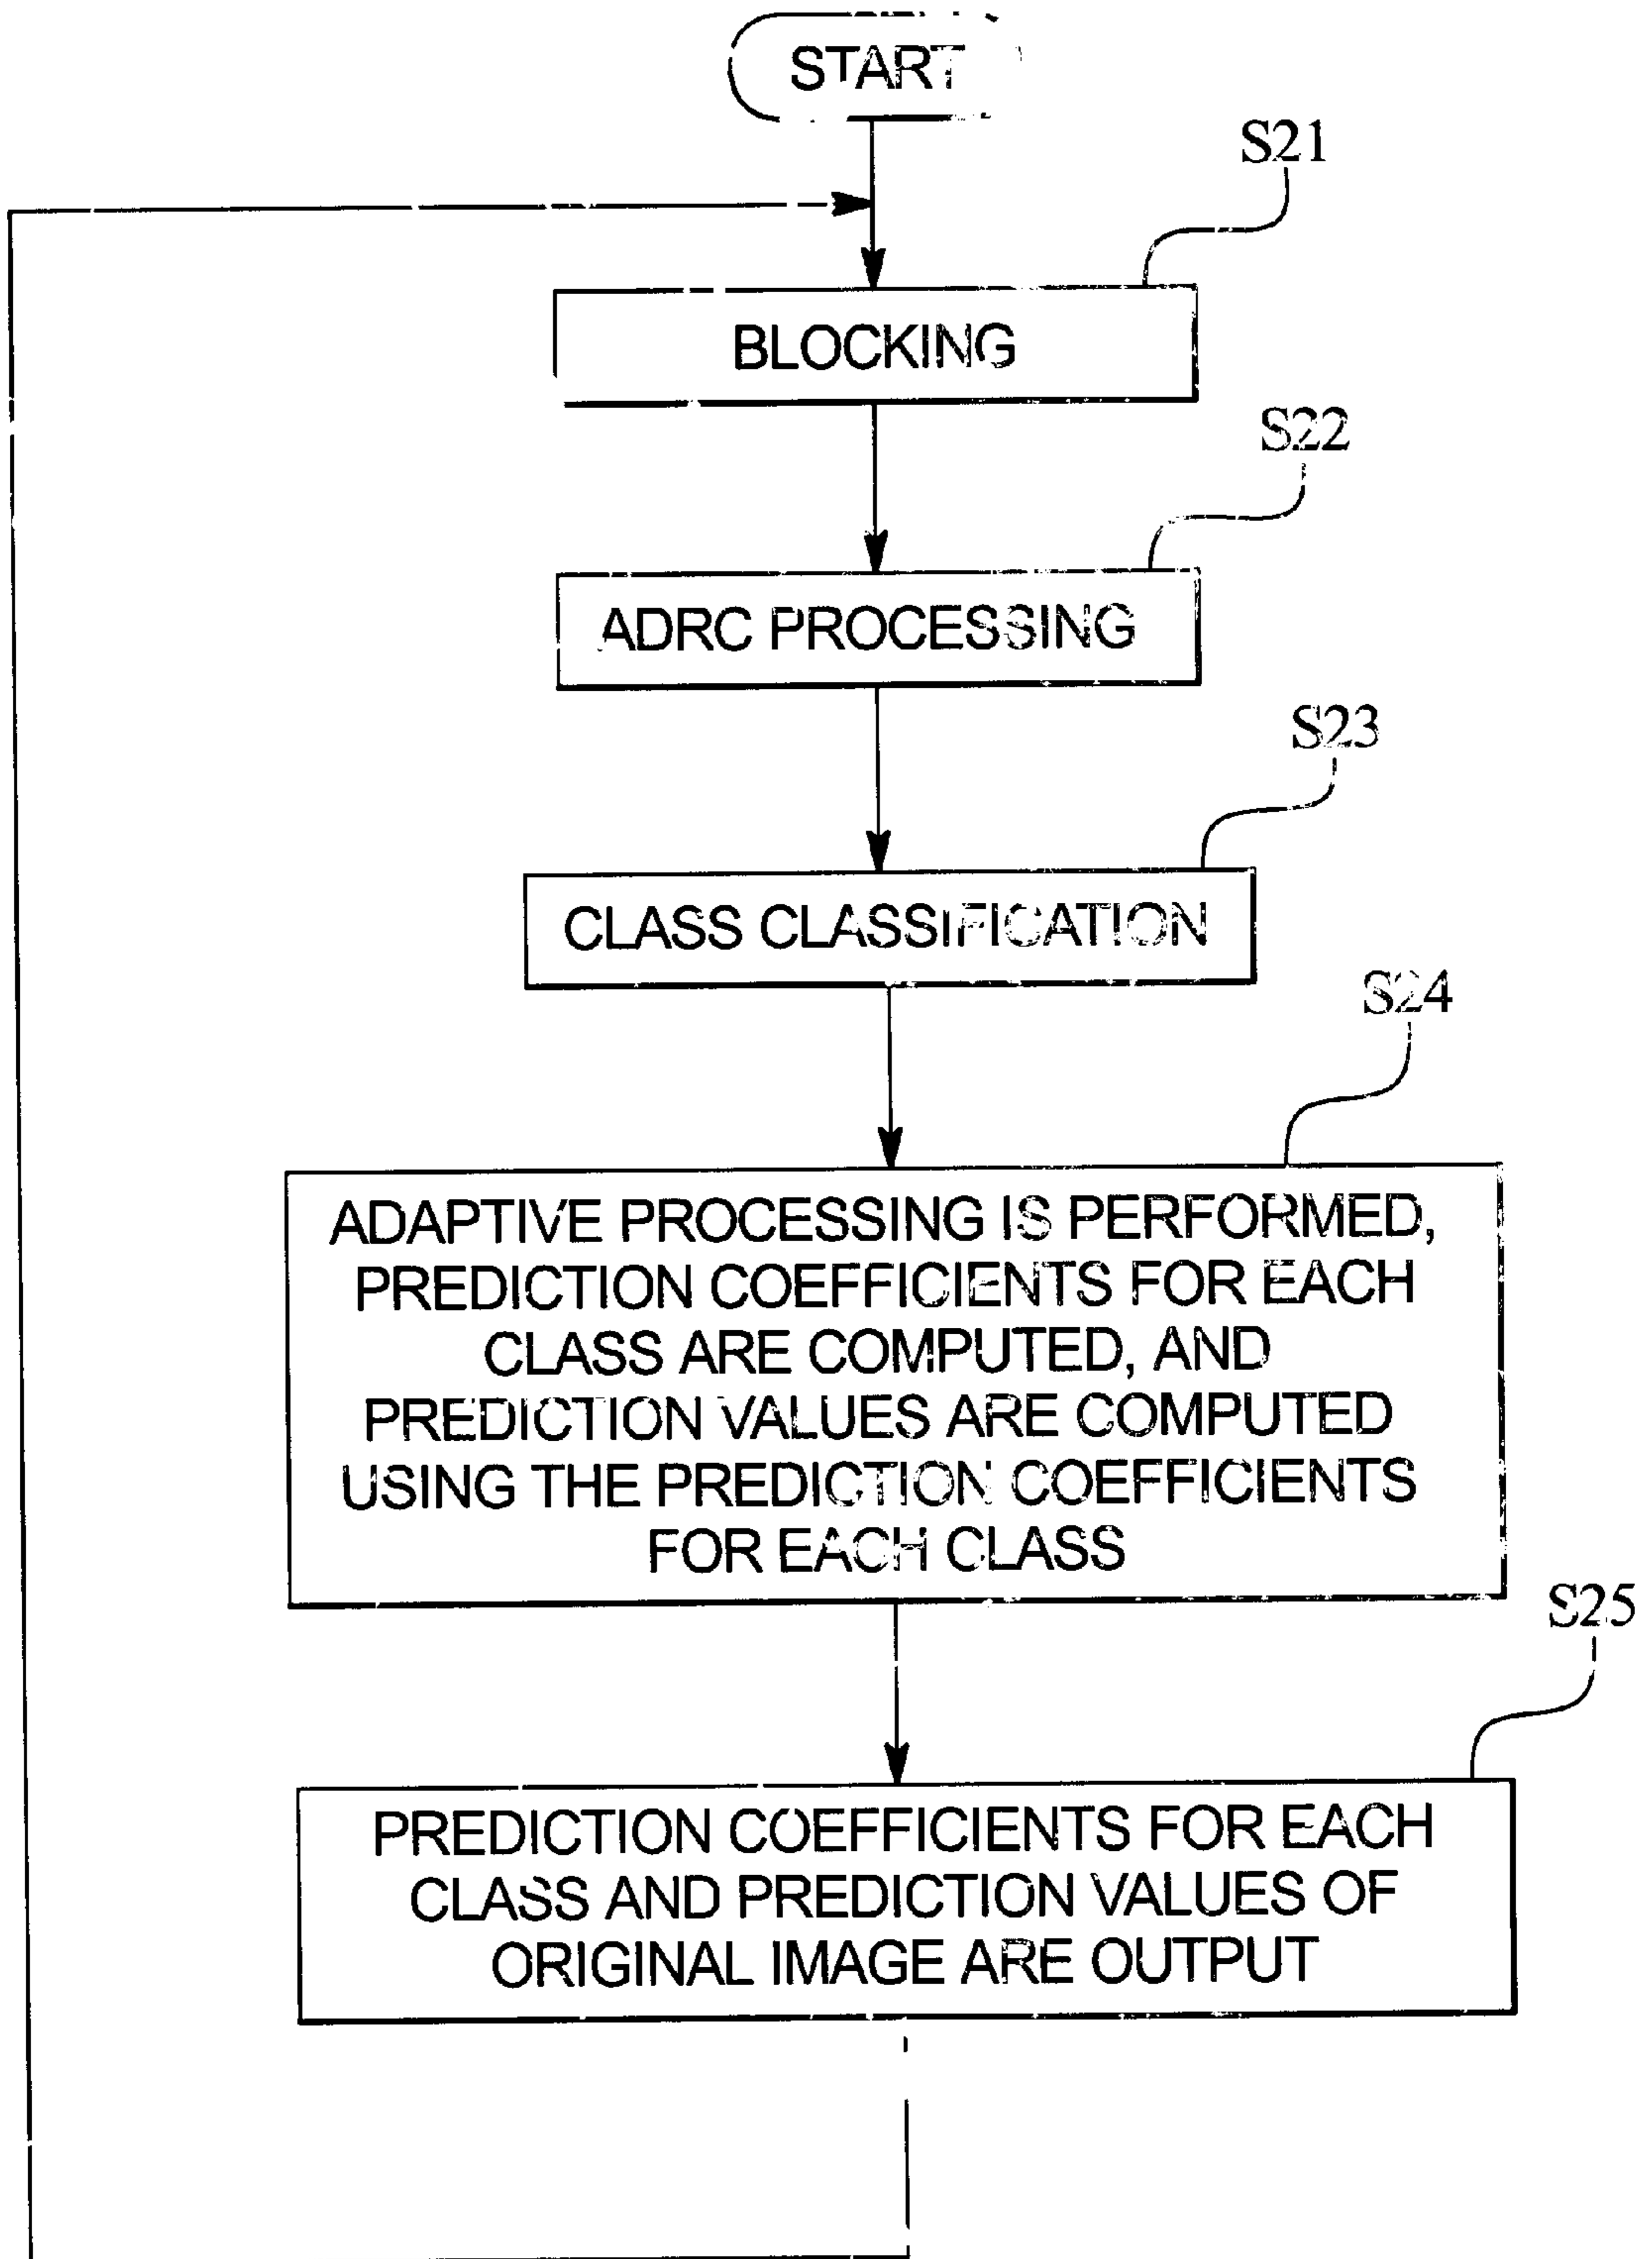 START
S21
BLOCKING
S22
ADRC PROCESSING
S23
CLASS CLASSIFICATION
S24
ADAPTIVE PROCESSING IS PERFORMED,
PREDICTION COEFFICIENTS FOR EACH
CLASS ARE COMPUTED, AND
PREDICTION VALUES ARE COMPUTED
USING THE PREDICTION COEFFICIENTS
FOR EACH CLASS
S25
PREDICTION COEFFICIENTS FOR EACH
CLASS AND PREDICTION VALUES OF
ORIGINAL IMAGE ARE OUTPUT